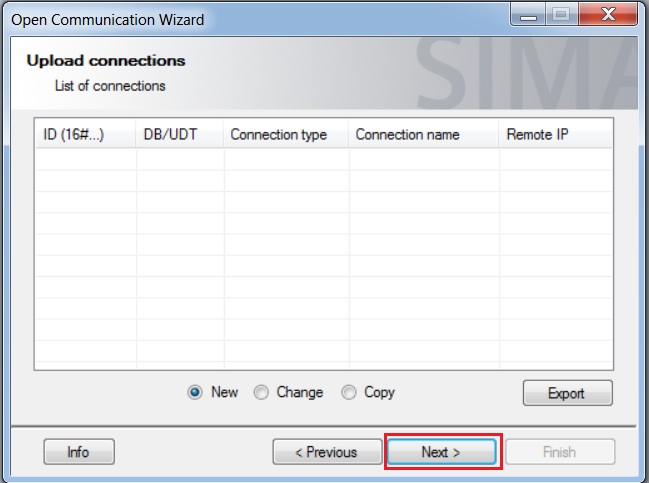 Open Communication Wizard
Upload connections
List of connections
SIMA
ID (16#...) DB/UDT Connection type Connection name Remote IP
New Change Copy Export
Info < Previous Next > Finish